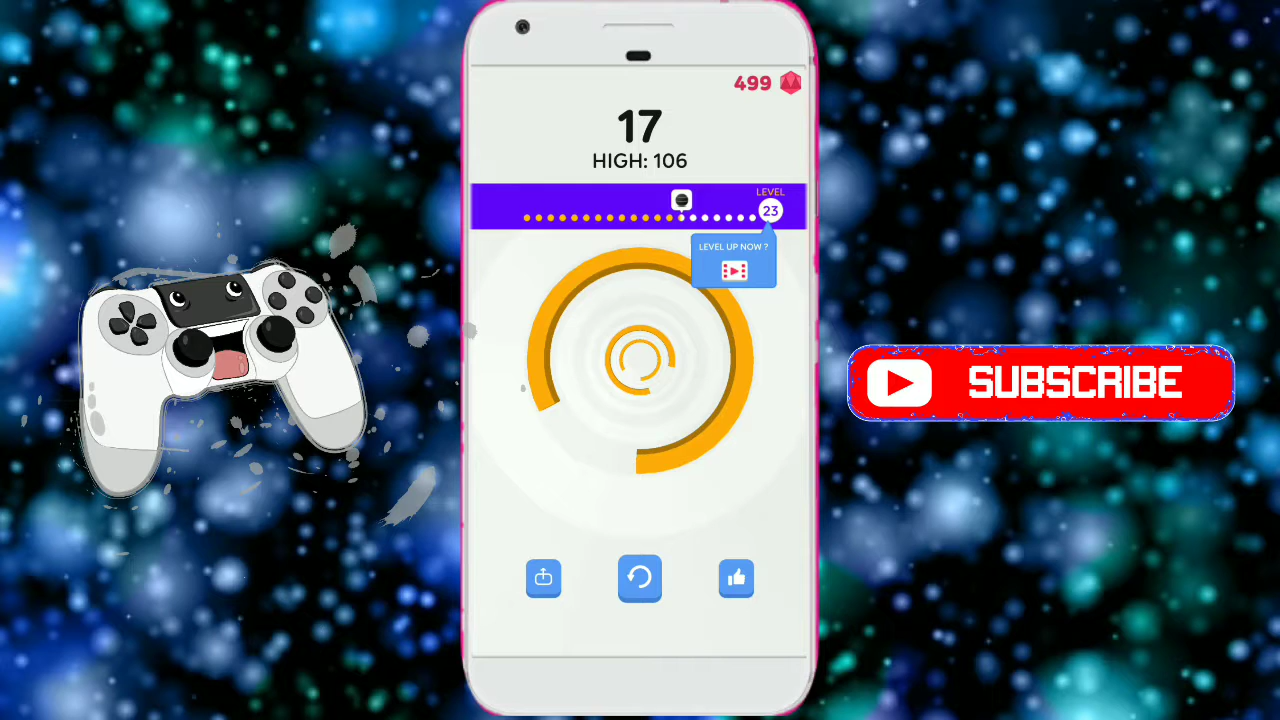 499
17
HIGH: 106
LEVEL
23
LEVEL UP NOW ?
SUBSCRIBE